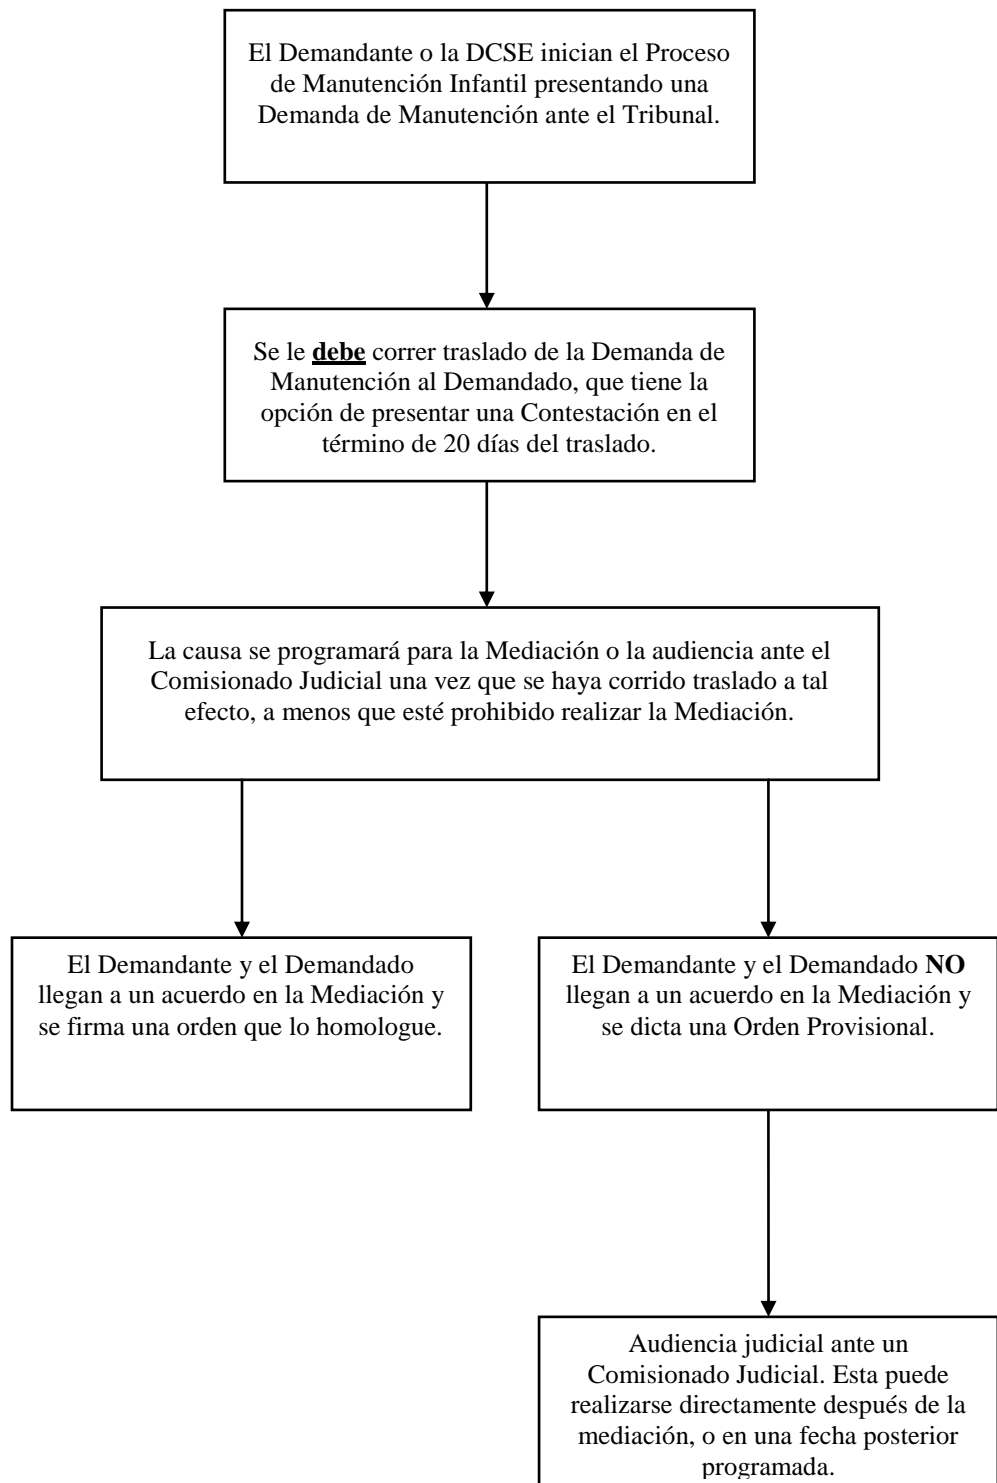 El Demandante o la DCSE inician el Proceso
de Manutención Infantil presentando una
Demanda de Manutención ante el Tribunal.
Se le debe correr traslado de la Demanda de
Manutención al Demandado, que tiene la
opción de presentar una Contestación en el
término de 20 días del traslado.
La causa se programará para la Mediación o la audiencia ante el
Comisionado Judicial una vez que se haya corrido traslado a tal
efecto, a menos que esté prohibido realizar la Mediación.
El Demandante y el Demandado
llegan a un acuerdo en la Mediación y
se firma una orden que lo homologue.
El Demandante y el Demandado NO
llegan a un acuerdo en la Mediación y
se dicta una Orden Provisional.
Audiencia judicial ante un
Comisionado Judicial. Esta puede
realizarse directamente después de la
mediación, o en una fecha posterior
programada.